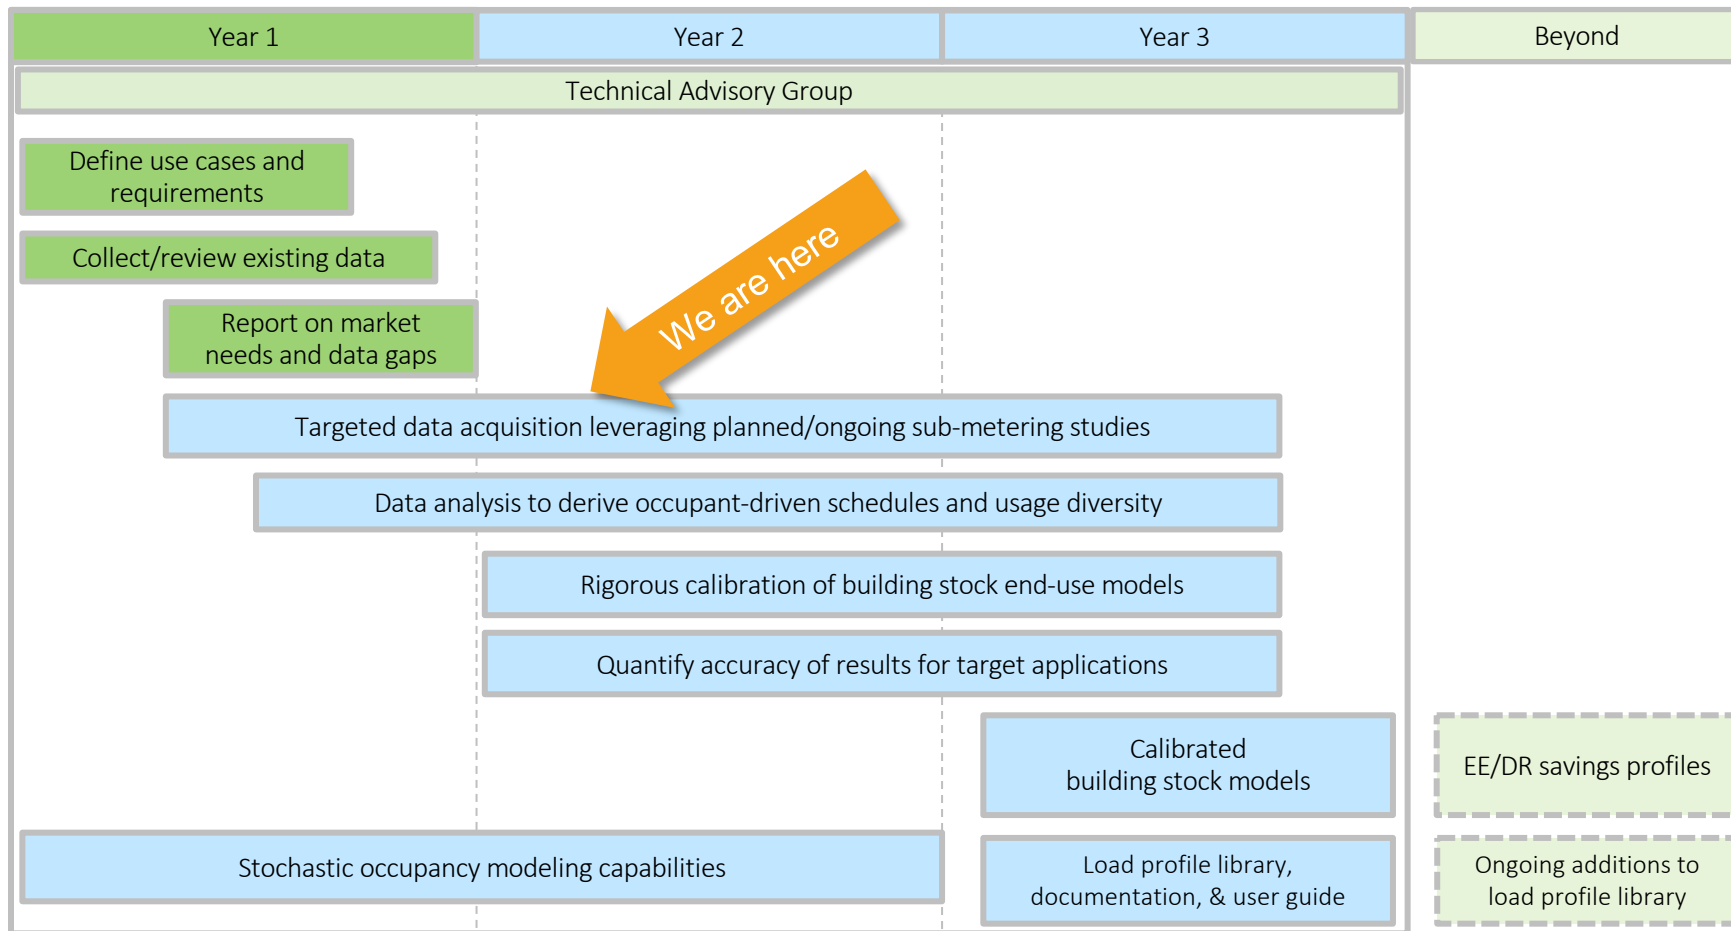 Year 1
Year 2
Year 3
Beyond
Technical Advisory Group
Define use cases and
requirements
Collect/review existing data
Report on market
needs and data gaps
We are here
Targeted data acquisition leveraging planned/ongoing sub-metering studies
Data analysis to derive occupant-driven schedules and usage diversity
Rigorous calibration of building stock end-use models
Quantify accuracy of results for target applications
Calibrated
building stock models
EE/DR savings profiles
Stochastic occupancy modeling capabilities
Load profile library,
documentation, & user guide
Ongoing additions to
load profile library